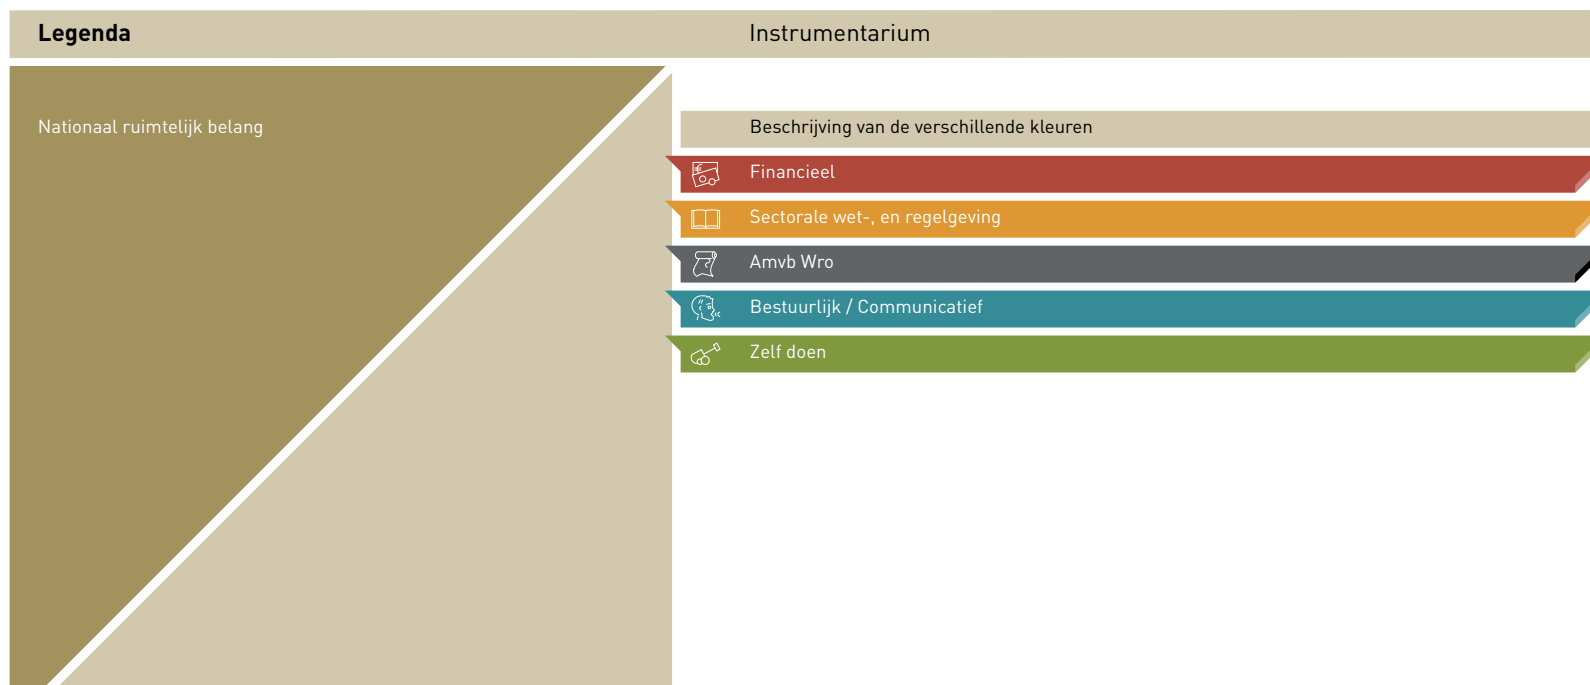 Legenda
Instrumentarium
Nationaal ruimtelijk belang
Beschrijving van de verschillende kleuren
Financieel
Sectorale wet-, en regelgeving
Amvb Wro
Bestuurlijk / Communicatief
Zelf doen